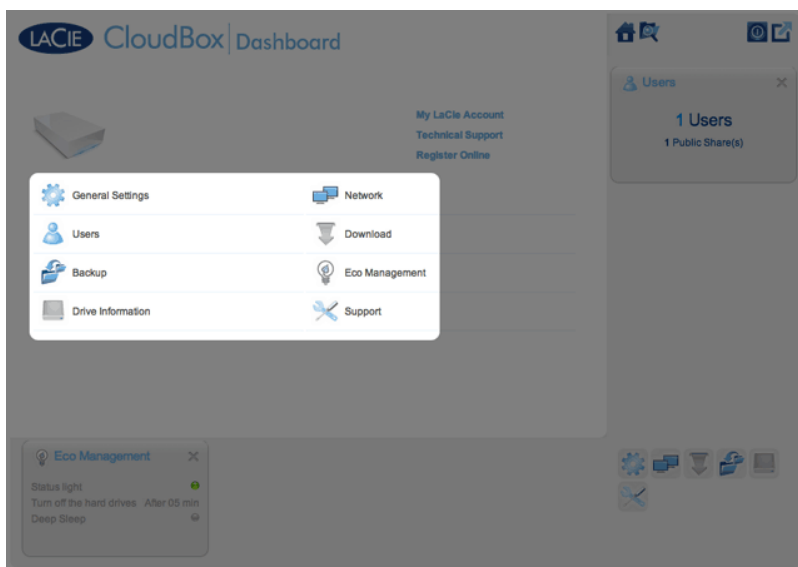 LACIE CloudBox Dashboard
My LaCie Account
Technical Support
Register Online
General Settings
Network
Users
Download
Backup
Eco Management
Drive Information
Support
Users
1 Users
1 Public Share(s)
Eco Management
Status light
Turn off the hard drives After 05 min
Deep Sleep